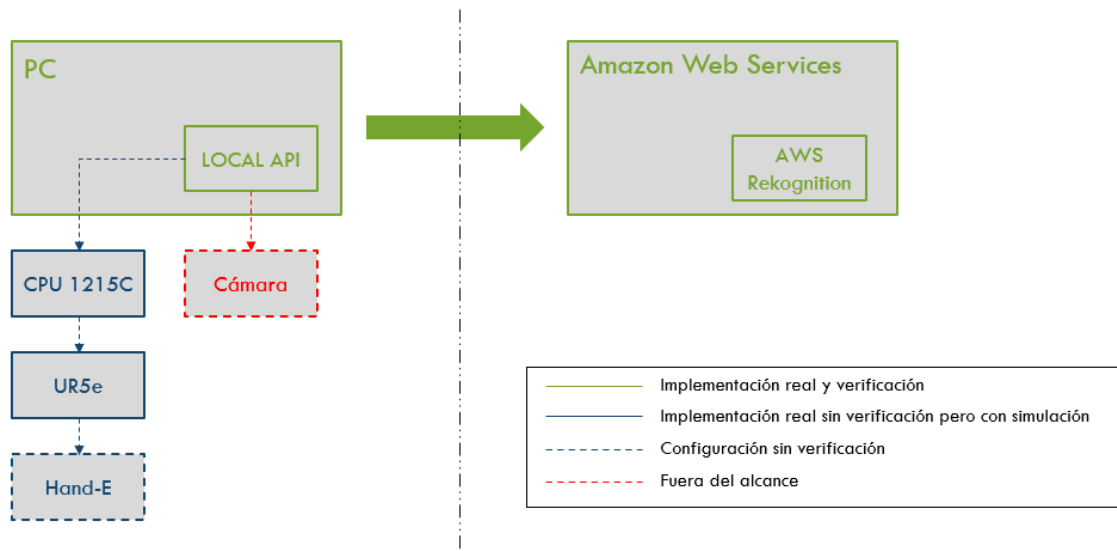 PC
LOCAL API
CPU 1215C
Cámara
UR5e
Hand-E
Amazon Web Services
AWS
Rekognition
Implementación real y verificación
Implementación real sin verificación pero con simulación
Configuración sin verificación
Fuera del alcance